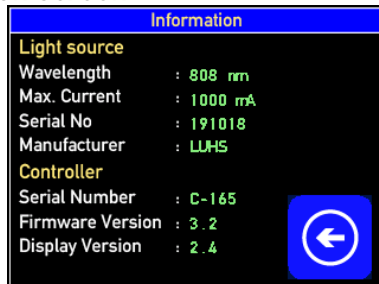 Information
Light source
Wavelength : 808 nm
Max. Current : 1000 mA
Serial No : 191018
Manufacturer : LUHS
Controller
Serial Number : C-165
Firmware Version : 3.2
Display Version : 2.4